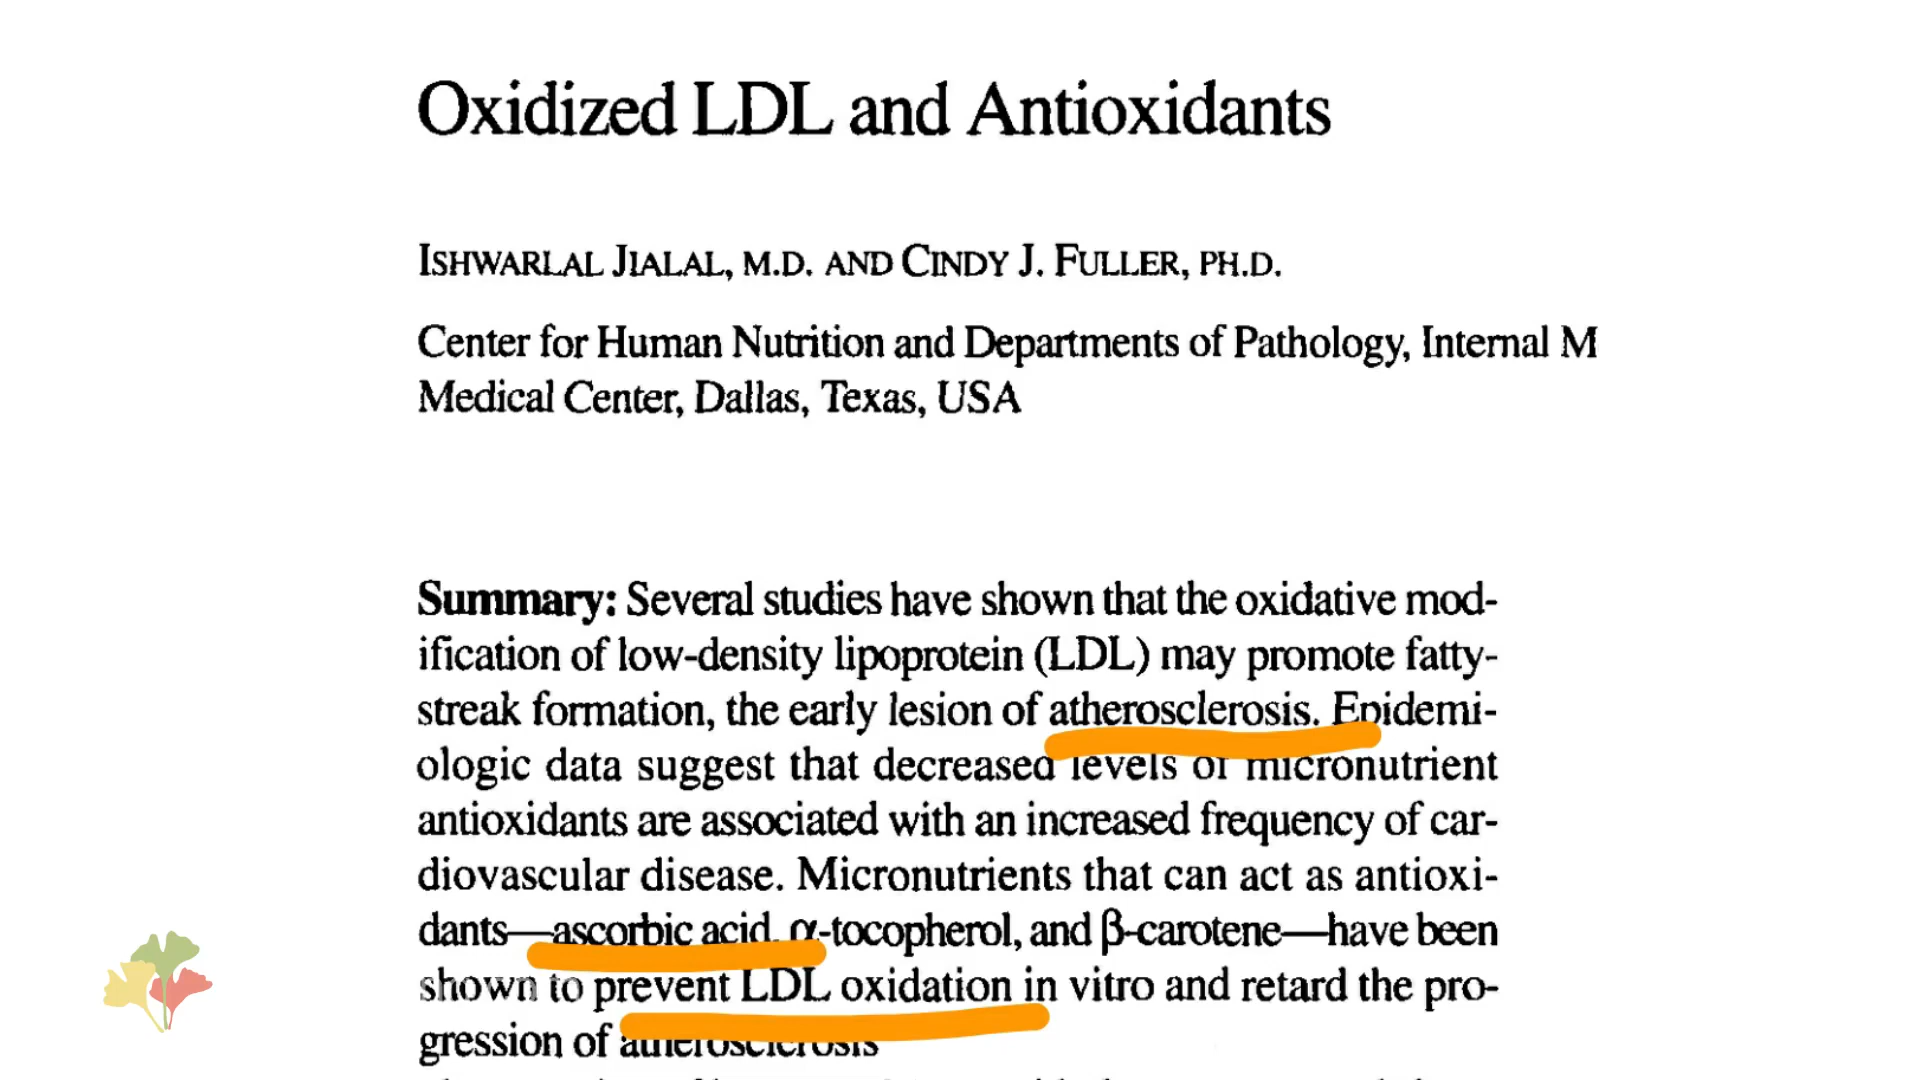 Oxidized LDL and Antioxidants
ISHWARLAL JIALAL, M.D. AND CINDY J. FULLER, PH.D.
Center for Human Nutrition and Departments of Pathology, Internal M
Medical Center, Dallas, Texas, USA
Summary: Several studies have shown that the oxidative mod-
ification of low-density lipoprotein (LDL) may promote fatty-
streak formation, the early lesion of atherosclerosis. Epidemi-
ologic data suggest that decreased levels of micronutrient
antioxidants are associated with an increased frequency of car-
diovascular disease. Micronutrients that can act as antioxi-
dants—ascorbic acid, α-tocopherol, and β-carotene—have been
shown to prevent LDL oxidation in vitro and retard the pro-
gression of atherosclerosis